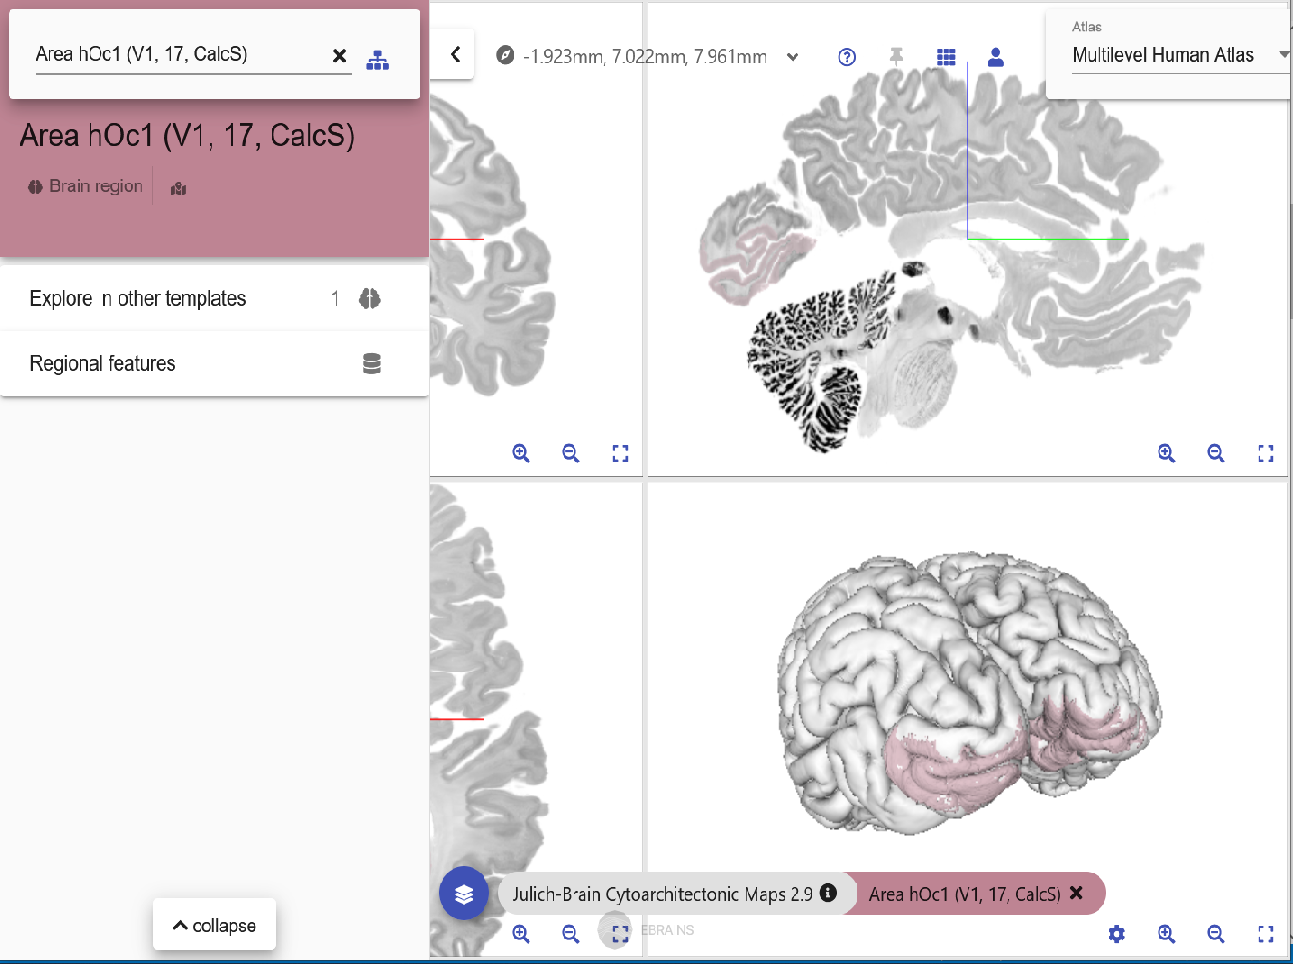 Area hOc1 (V1, 17, CalcS)
-1.923mm, 7.022mm, 7.961mm
Atlas
Multilevel Human Atlas
Area hOc1 (V1, 17, CalcS)
Brain region
Explore n other templates 1
Regional features
Julich-Brain Cytoarchitectonic Maps 2.9
Area hOc1 (V1, 17, CalcS)
collapse
EBRAINS